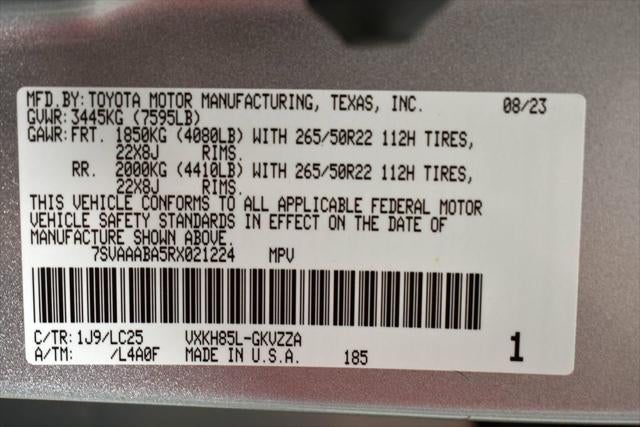 MFD.BY:TOYOTA MOTOR MANUFACTURING, TEXAS, INC. 08/23
GVWR:3445KG (7595LB)
GAWR:FRT. 1850KG (4080LB) WITH 265/50R22 112H TIRES,
22X8J RIMS.
RR. 2000KG (4410LB) WITH 265/50R22 112H TIRES,
22X8J RIMS.
THIS VEHICLE CONFORMS TO ALL APPLICABLE FEDERAL MOTOR
VEHICLE SAFETY STANDARDS IN EFFECT ON THE DATE OF
MANUFACTURE SHOWN ABOVE.
7SVAAABA5RX021224 MPV
C/TR:1J9/LC25 VXKH85L-GKVZZA
A/TM: /L4A0F MADE IN U.S.A. 185 1